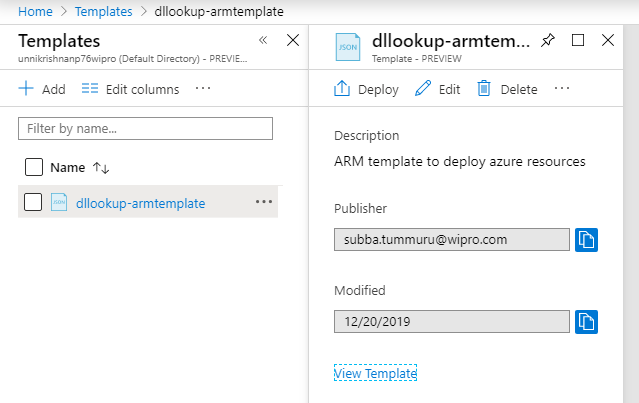 Home > Templates > dllookup-armtemplate
Templates
unnikrishnanp76wipro (Default Directory) - PREVIE...
Add Edit columns ...
Filter by name...
Name
JSON dllookup-armtemplate ...
JSON
dllookup-armtem...
Template - PREVIEW
Deploy Edit Delete ...
Description
ARM template to deploy azure resources
Publisher
subba.tummuru@wipro.com
Modified
12/20/2019
View Template